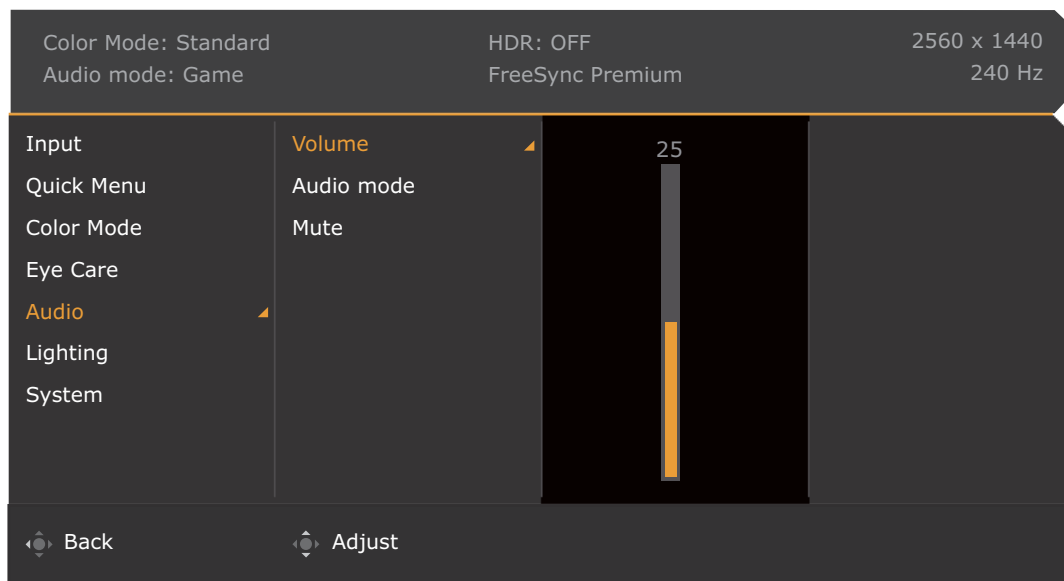 Color Mode: Standard
HDR: OFF
2560 x 1440
Audio mode: Game
FreeSync Premium
240 Hz
Input
Quick Menu
Color Mode
Eye Care
Audio
Lighting
System
Volume
Audio mode
Mute
25
Back
Adjust